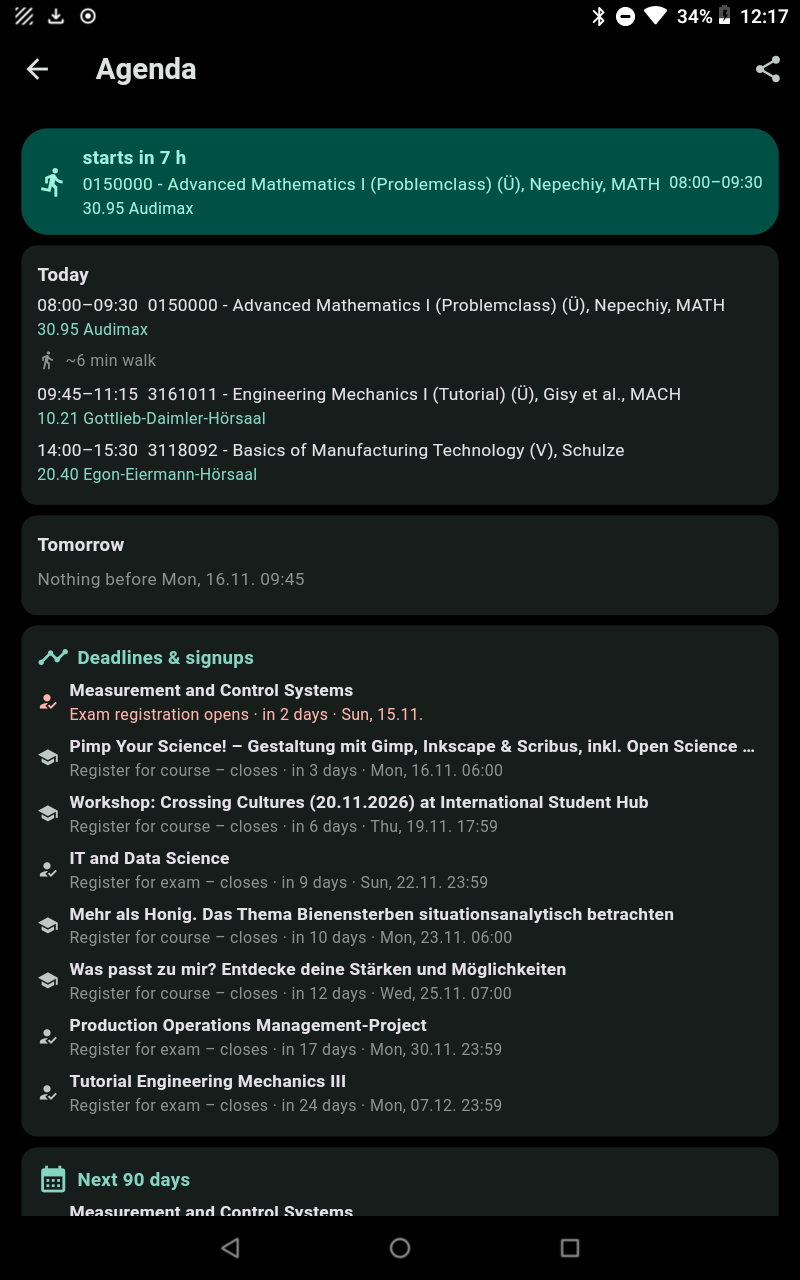 34% 12:17
Agenda
starts in 7 h
0150000 - Advanced Mathematics I (Problemclass) (Ü), Nepechiy, MATH 08:00–09:30
30.95 Audimax
Today
08:00–09:30 0150000 - Advanced Mathematics I (Problemclass) (Ü), Nepechiy, MATH
30.95 Audimax
~6 min walk
09:45–11:15 3161011 - Engineering Mechanics I (Tutorial) (Ü), Gisy et al., MACH
10.21 Gottlieb-Daimler-Hörsaal
14:00–15:30 3118092 - Basics of Manufacturing Technology (V), Schulze
20.40 Egon-Eiermann-Hörsaal
Tomorrow
Nothing before Mon, 16.11. 09:45
Deadlines & signups
Measurement and Control Systems
Exam registration opens · in 2 days · Sun, 15.11.
Pimp Your Science! – Gestaltung mit Gimp, Inkscape & Scribus, inkl. Open Science …
Register for course – closes · in 3 days · Mon, 16.11. 06:00
Workshop: Crossing Cultures (20.11.2026) at International Student Hub
Register for course – closes · in 6 days · Thu, 19.11. 17:59
IT and Data Science
Register for exam – closes · in 9 days · Sun, 22.11. 23:59
Mehr als Honig. Das Thema Bienensterben situationsanalytisch betrachten
Register for course – closes · in 10 days · Mon, 23.11. 06:00
Was passt zu mir? Entdecke deine Stärken und Möglichkeiten
Register for course – closes · in 12 days · Wed, 25.11. 07:00
Production Operations Management-Project
Register for exam – closes · in 17 days · Mon, 30.11. 23:59
Tutorial Engineering Mechanics III
Register for exam – closes · in 24 days · Mon, 07.12. 23:59
Next 90 days
Measurement and Control Systems